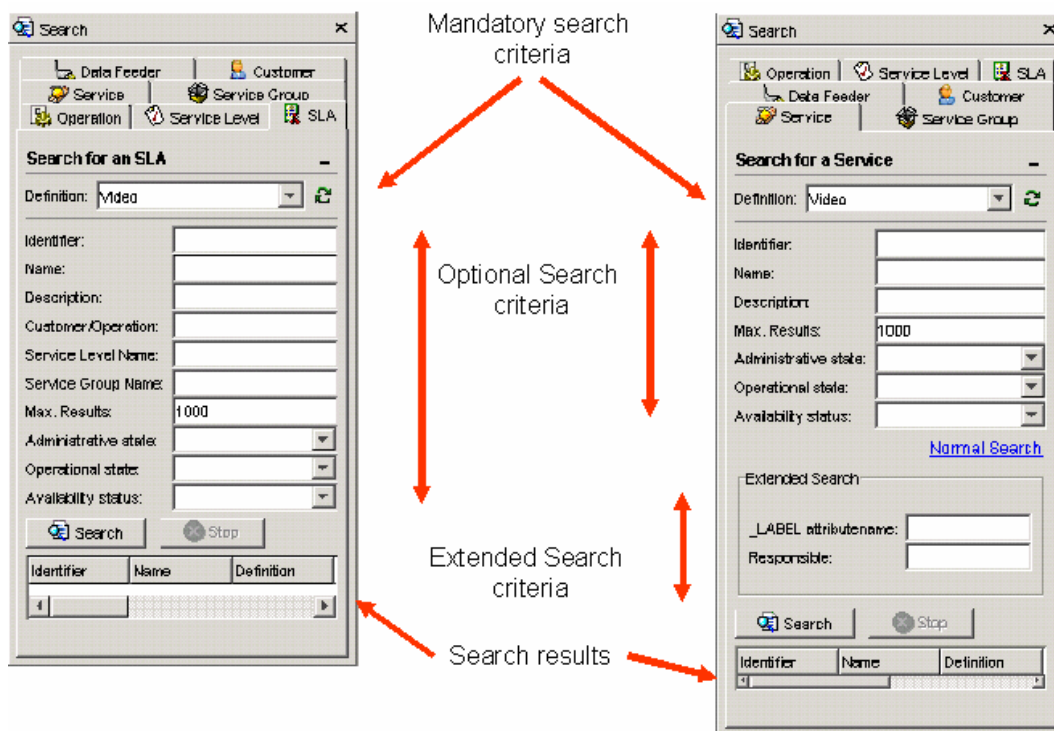 Search
Data Feeder
Customer
Service
Service Group
Operation
Service Level
SLA
Search for an SLA
Definition:
Video
Identifier:
Name:
Description:
Customer/Operation:
Service Level Name:
Service Group Name:
Max. Results:
1000
Administrative state:
Operational state:
Availability status:
Search
Stop
Identifier
Name
Definition
Mandatory search
criteria
Optional Search
criteria
Extended Search
criteria
Search results
Search
Operation
Service Level
SLA
Data Feeder
Customer
Service
Service Group
Search for a Service
Definition:
Video
Identifier:
Name:
Description:
Max. Results:
1000
Administrative state:
Operational state:
Availability status:
Normal Search
Extended Search
_LABEL attributename:
Responsible:
Search
Stop
Identifier
Name
Definition